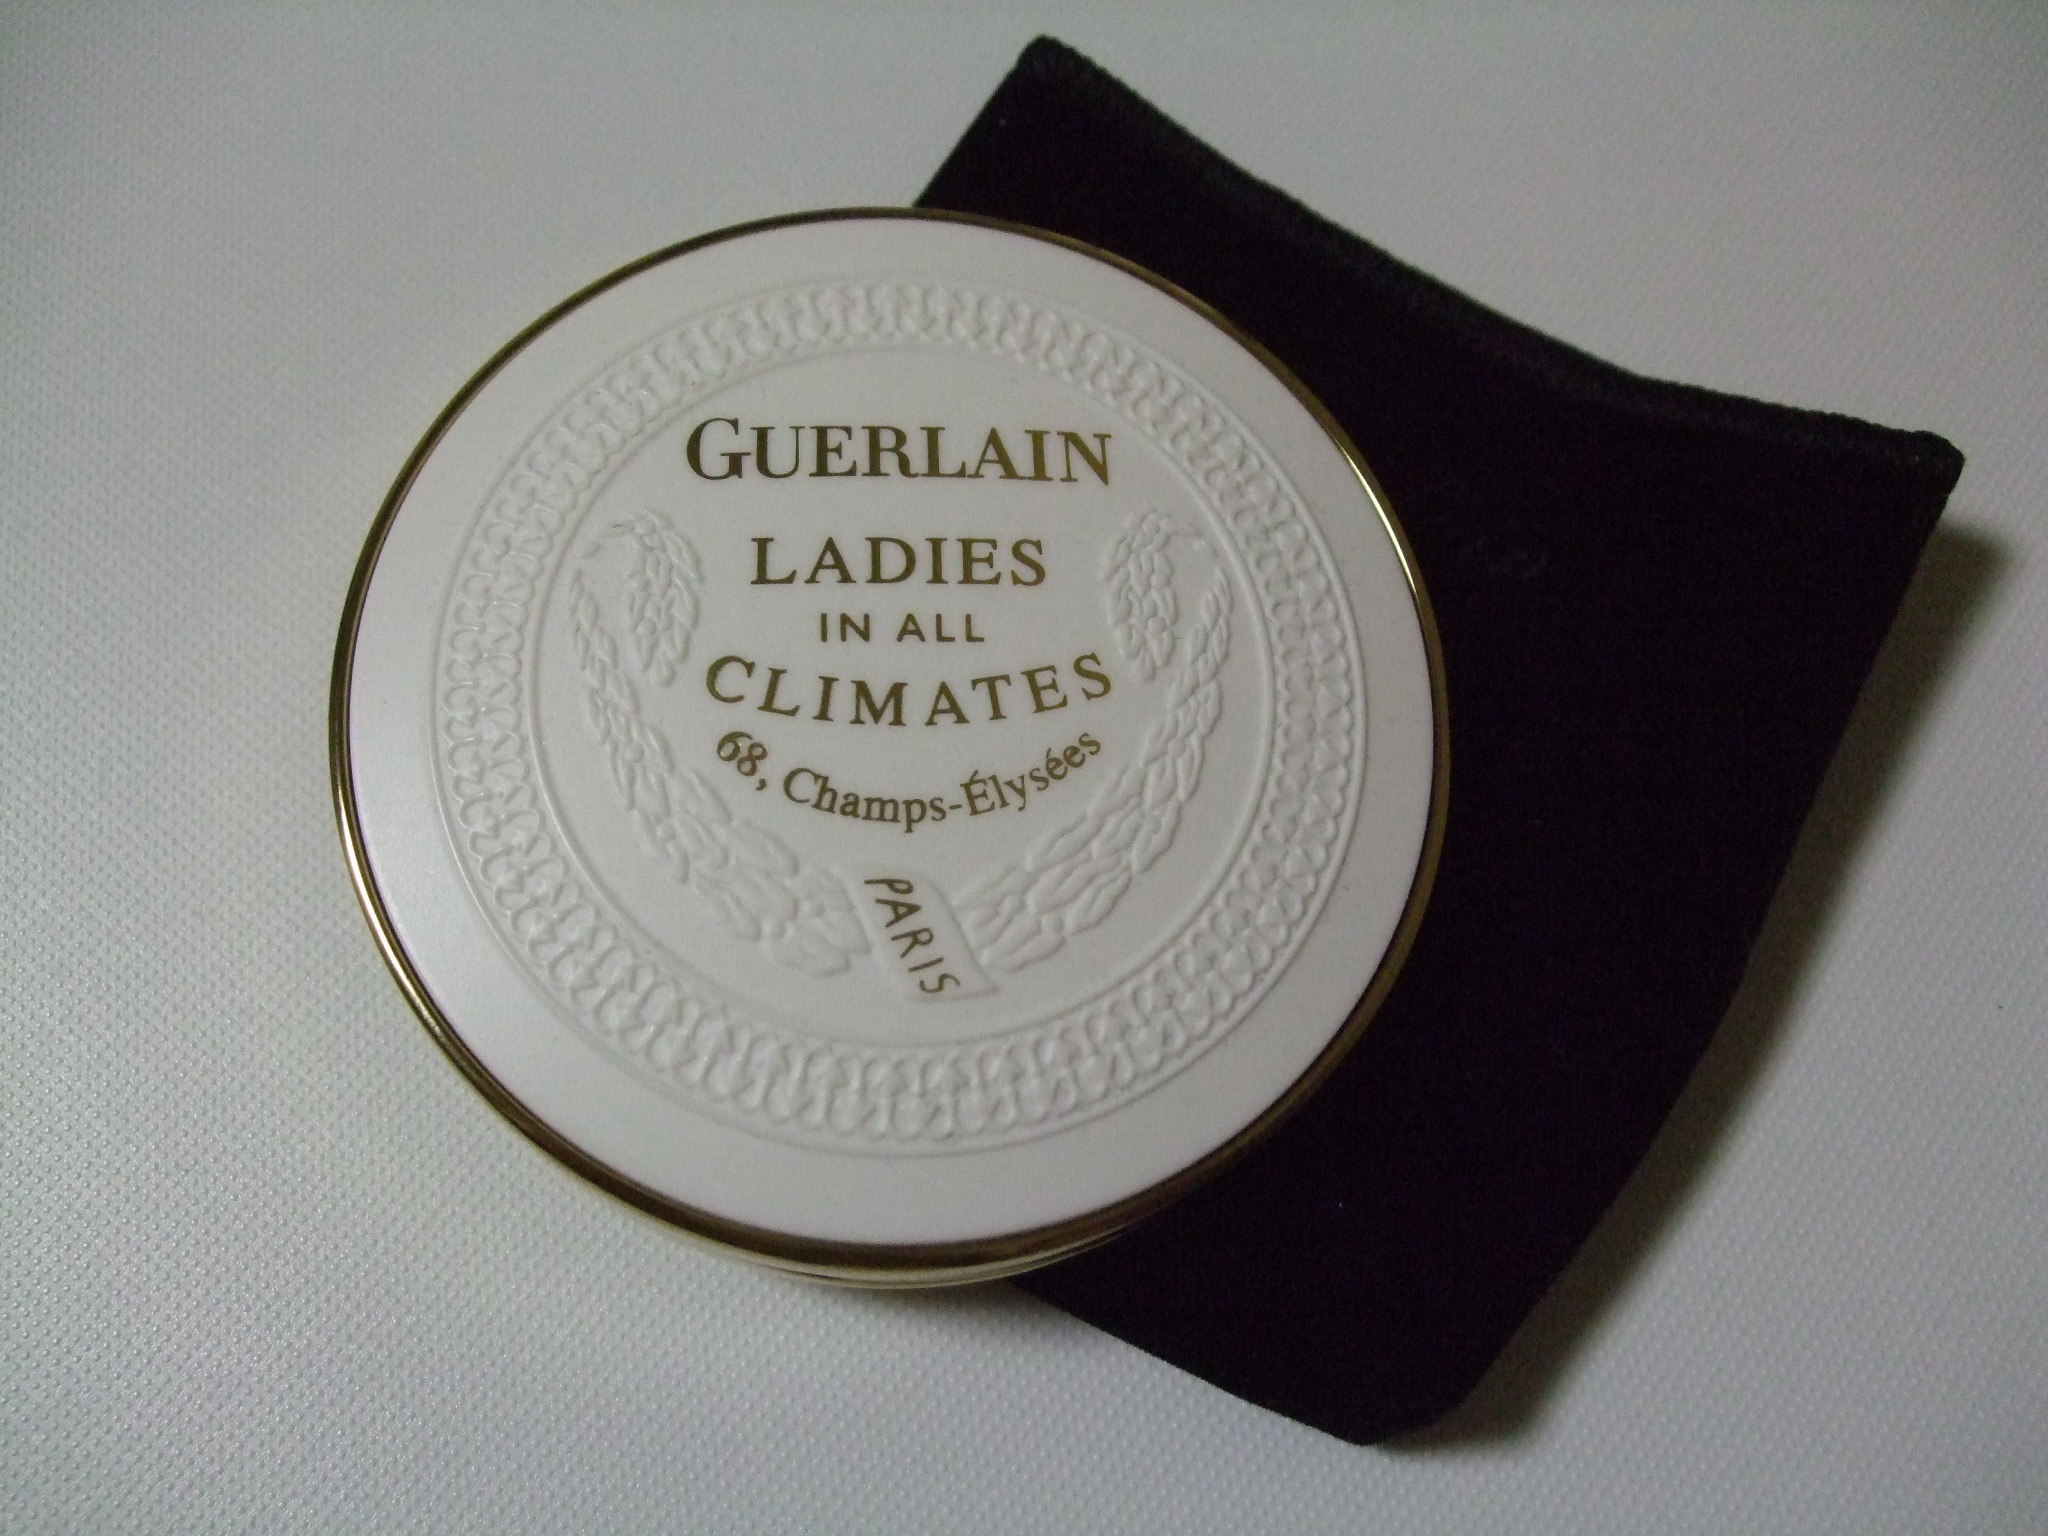 GUERLAIN
LADIES
IN ALL
CLIMATES
68, Champs-Élysées
PARIS